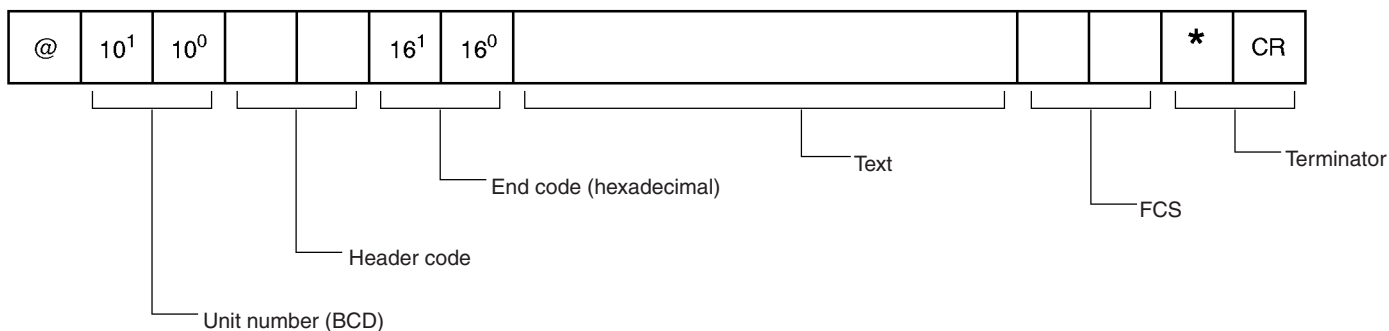 @ 10¹ 10⁰ 16¹ 16⁰ * CR
Text
Terminator
End code (hexadecimal)
FCS
Header code
Unit number (BCD)